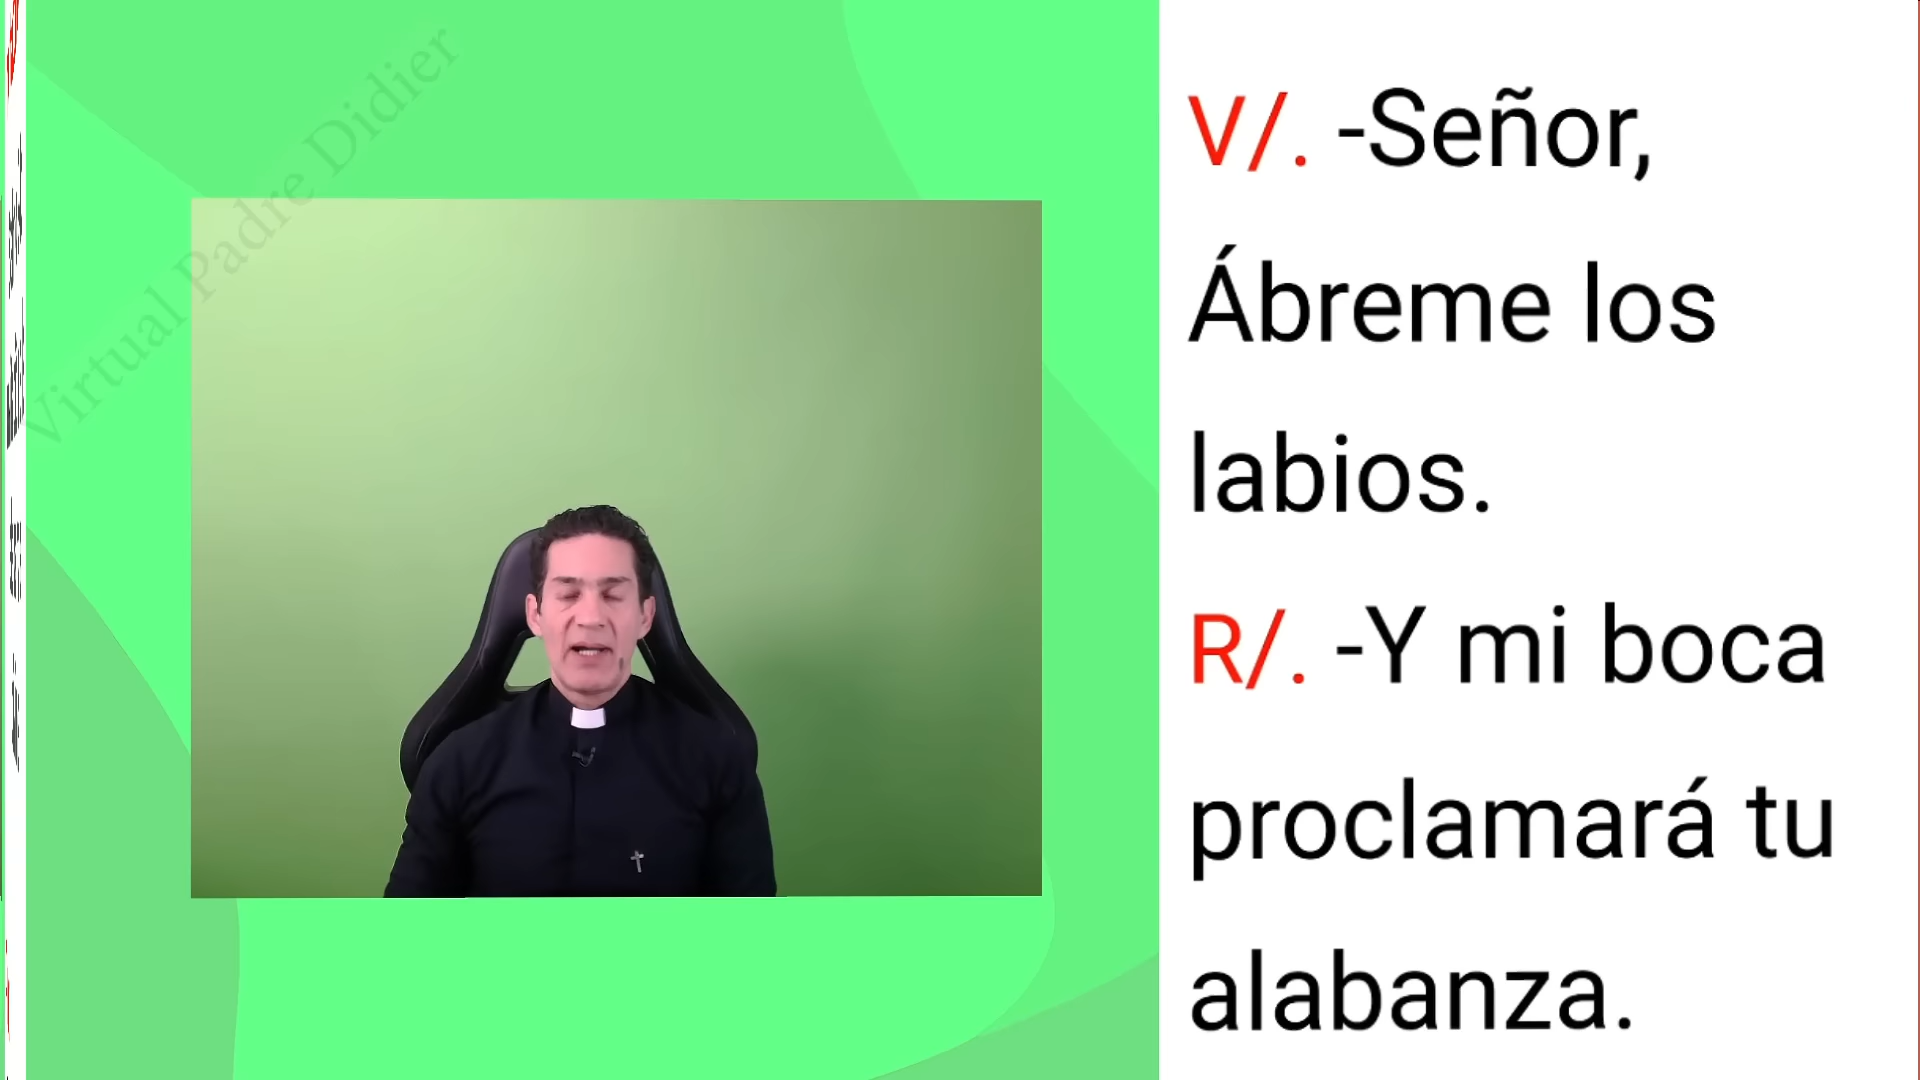 Virtual Padre Didier
V/. -Señor,
Ábreme los
labios.
R/. -Y mi boca
proclamará tu
alabanza.